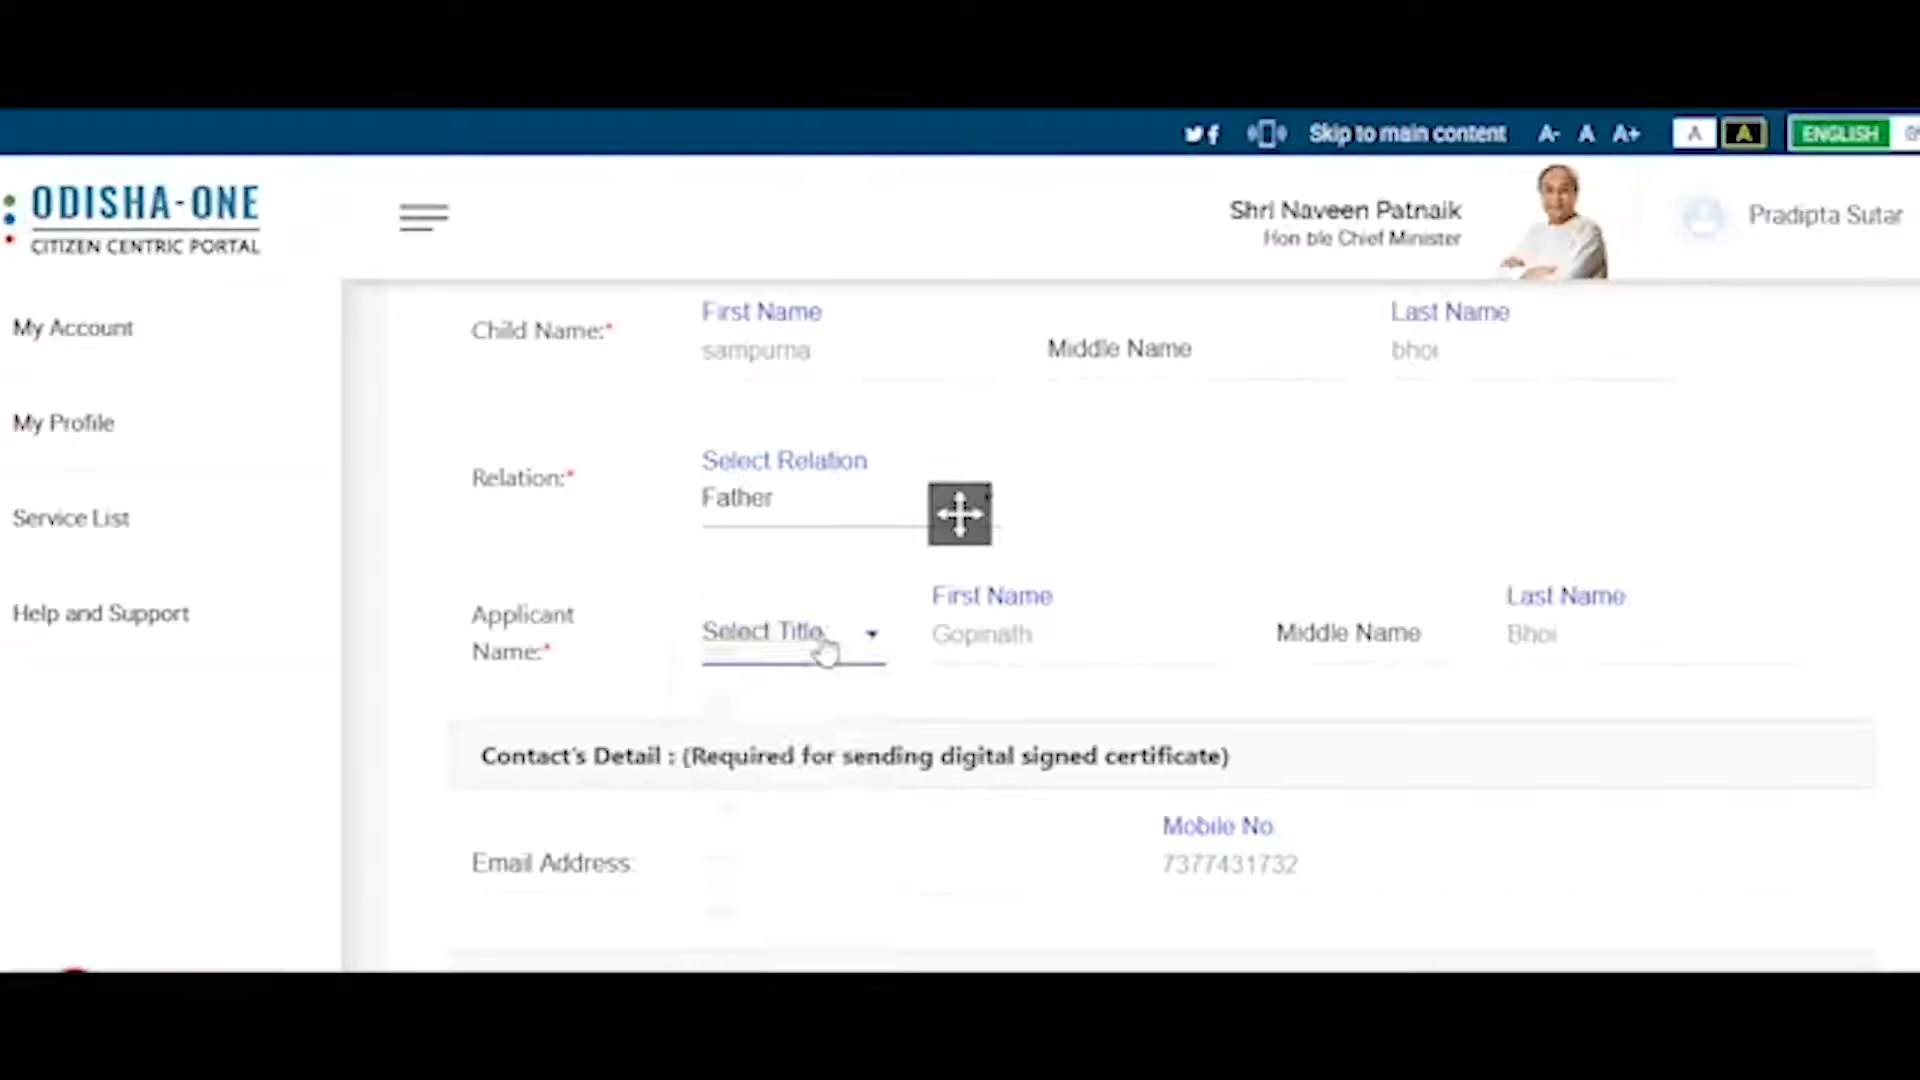 Skip to main content A- A A+ A A ENGLISH
ODISHA-ONE
CITIZEN CENTRIC PORTAL
Shri Naveen Patnaik
Hon ble Chief Minister
Pradipta Sutar
My Account
My Profile
Service List
Help and Support
Child Name:*
First Name
sampurna
Middle Name
Last Name
bhoi
Relation:*
Select Relation
Father
Applicant
Name:*
Select Title
First Name
Gopinath
Middle Name
Last Name
Bhoi
Contact's Detail : (Required for sending digital signed certificate)
Email Address:
Mobile No
7377431732